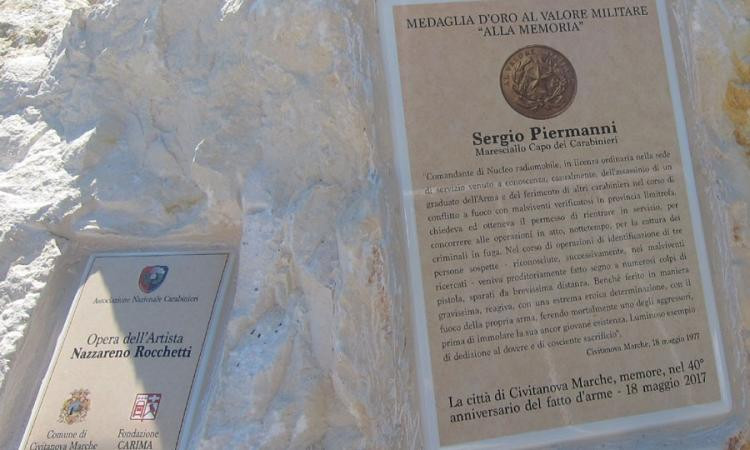 MEDAGLIA D'ORO AL VALORE MILITARE
"ALLA MEMORIA"
Sergio Piermanni
Maresciallo Capo dei Carabinieri
"Comandante di Nucleo radiomobile, in licenza ordinaria nella sede
di servizio venuto a conoscenza, casualmente, dell'assassinio di un
graduato dell'Arma e del ferimento di altri carabinieri nel corso di
conflitto a fuoco con malviventi verificatosi in provincia limitrofa,
chiedeva ed otteneva il permesso di rientrare in servizio, per
concorrere alle operazioni in atto, nottetempo, per la cattura dei
criminali in fuga. Nel corso di operazioni di identificazione di tre
persone sospette - riconosciute, successivamente, nei malviventi
ricercati - veniva proditoriamente fatto segno a numerosi colpi di
pistola, sparati da brevissima distanza. Benché ferito in maniera
gravissima, reagiva, con una estrema eroica determinazione, con il
fuoco della propria arma, ferendo mortalmente uno degli aggressori,
prima di immolare la sua ancor giovane esistenza. Luminoso esempio
di dedizione al dovere e di cosciente sacrificio".
Civitanova Marche, 18 maggio 1977
La città di Civitanova Marche, memore, nel 40°
anniversario del fatto d'arme - 18 maggio 2017
Associazione Nazionale Carabinieri
Opera dell'Artista
Nazzareno Rocchetti
Comune di
Civitanova Marche
Fondazione
CARIMA